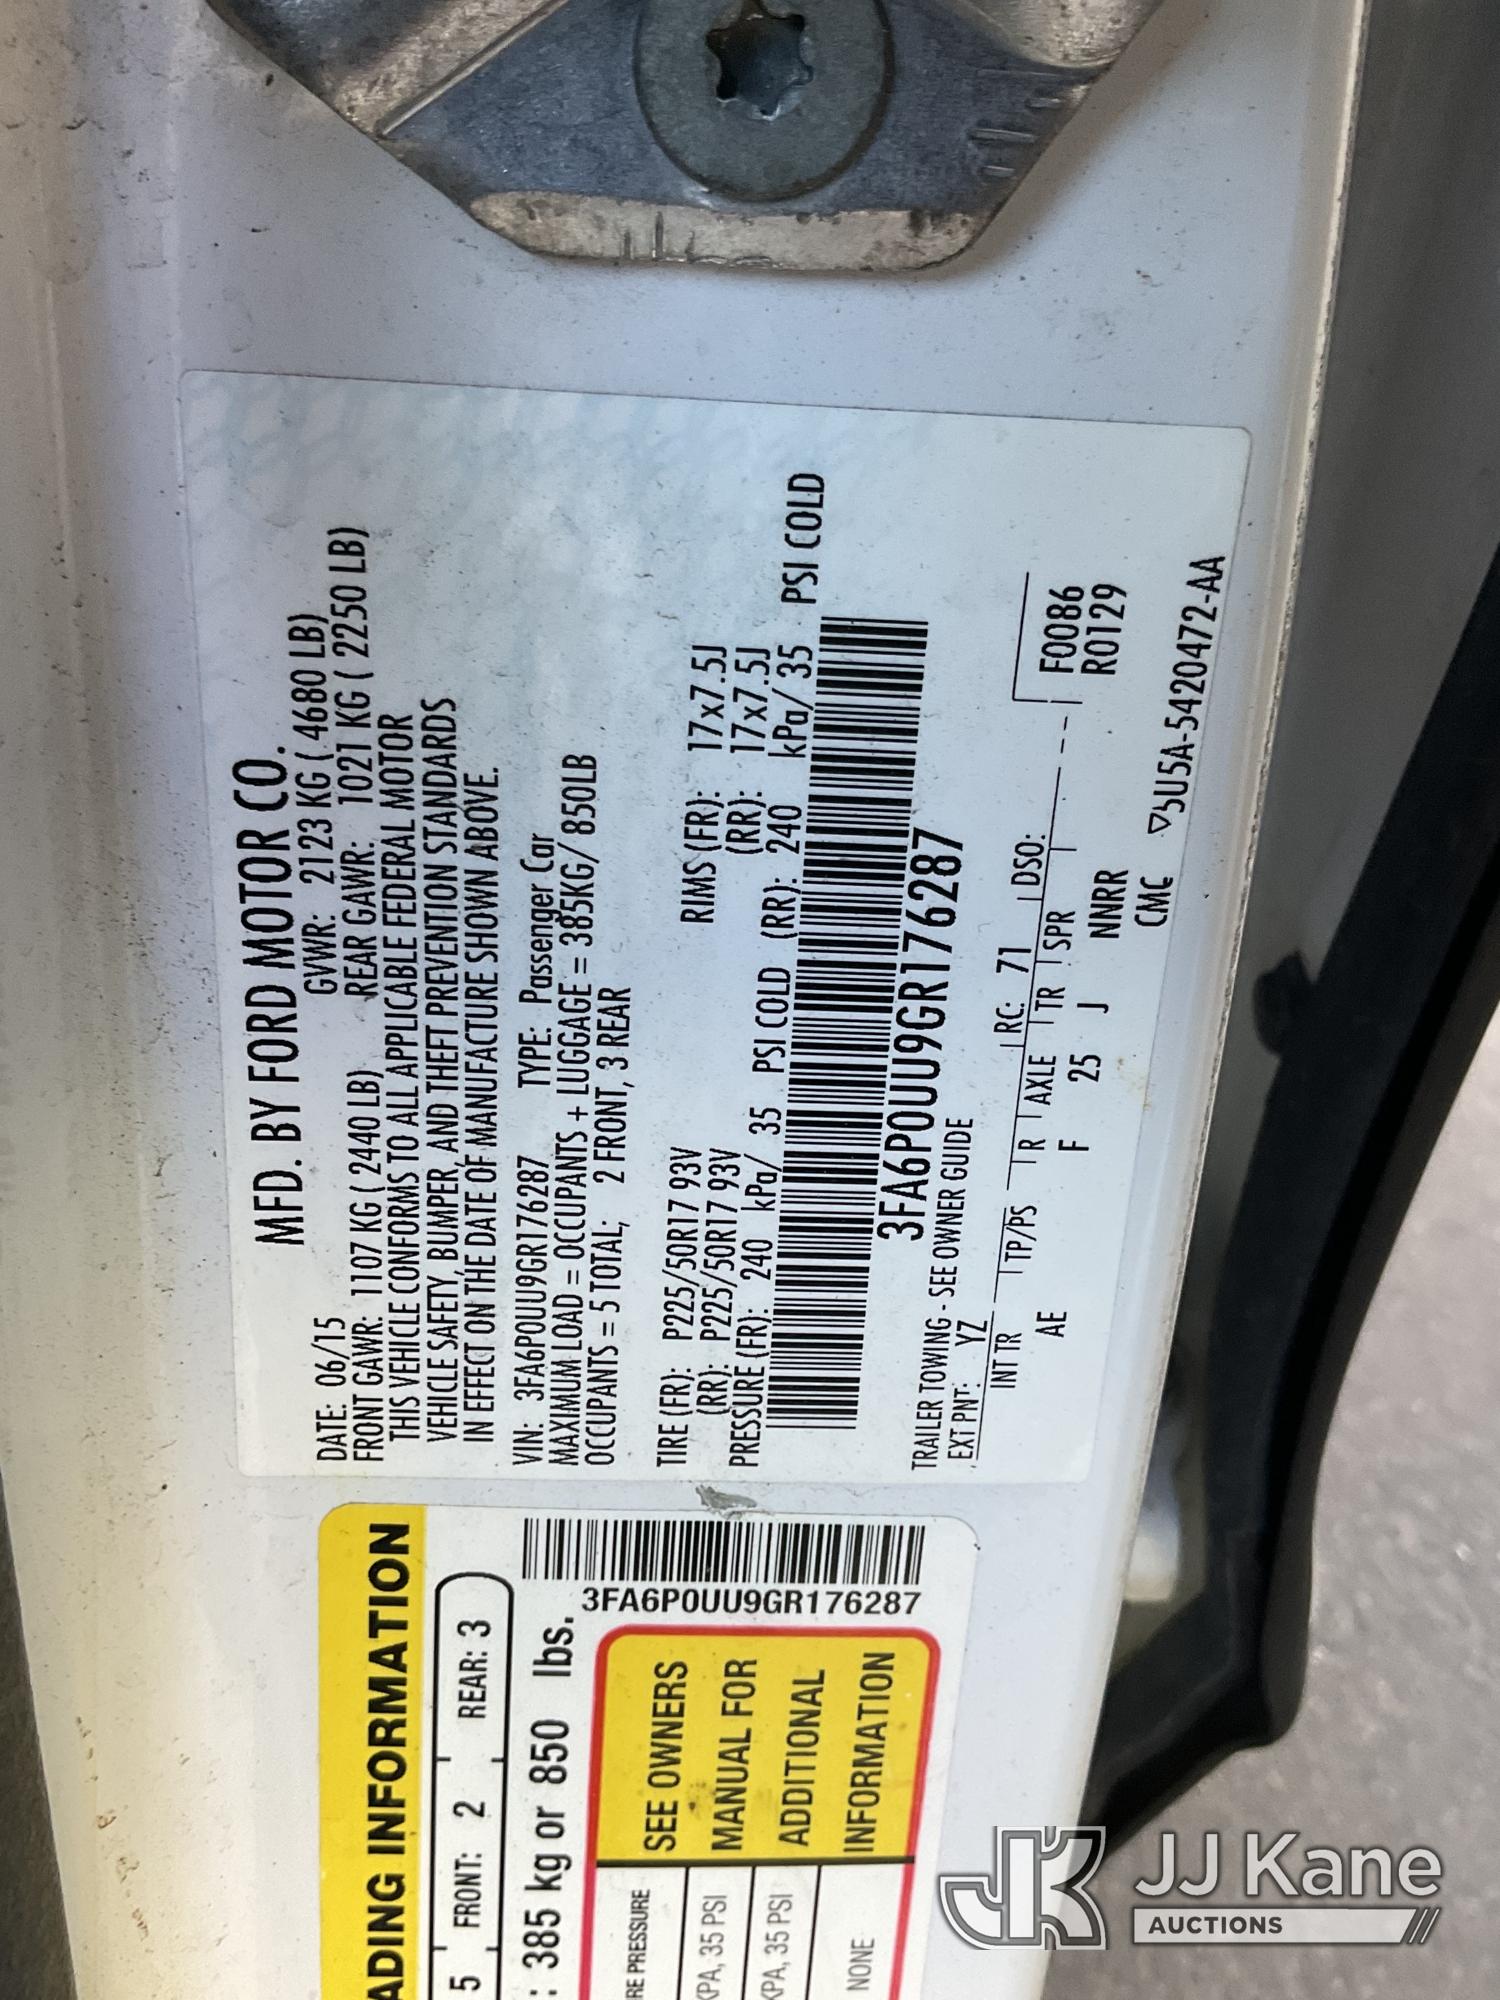 MFD. BY FORD MOTOR CO.
DATE: 06/15 GVWR: 2123 KG ( 4680 LB)
FRONT GAWR: 1107 KG ( 2440 LB) REAR GAWR: 1021 KG ( 2250 LB)
THIS VEHICLE CONFORMS TO ALL APPLICABLE FEDERAL MOTOR
VEHICLE SAFETY, BUMPER, AND THEFT PREVENTION STANDARDS
IN EFFECT ON THE DATE OF MANUFACTURE SHOWN ABOVE.
VIN: 3FA6P0UU9GR176287 TYPE: Passenger Car
MAXIMUM LOAD = OCCUPANTS + LUGGAGE = 385KG/ 850LB
OCCUPANTS = 5 TOTAL; 2 FRONT, 3 REAR
TIRE (FR): P225/50R17 93V RIMS (FR): 17x7.5J
(RR): P225/50R17 93V (RR): 17x7.5J
PRESSURE (FR): 240 kPa/ 35 PSI COLD (RR): 240 kPa/ 35 PSI COLD
3FA6P0UU9GR176287
TRAILER TOWING - SEE OWNER GUIDE
EXT PNT: YZ RC: 71 DSO:
INT TR TP/PS R AXLE TR SPR F0086
AE F 25 J NNRR R0129
CMC 5U5A-5420472-AA
ADING INFORMATION
5 FRONT: 2 REAR: 3
: 385 kg or 850 lbs.
3FA6P0UU9GR176287
RE PRESSURE
KPA, 35 PSI
KPA, 35 PSI
NONE
SEE OWNERS
MANUAL FOR
ADDITIONAL
INFORMATION
JJ Kane
AUCTIONS